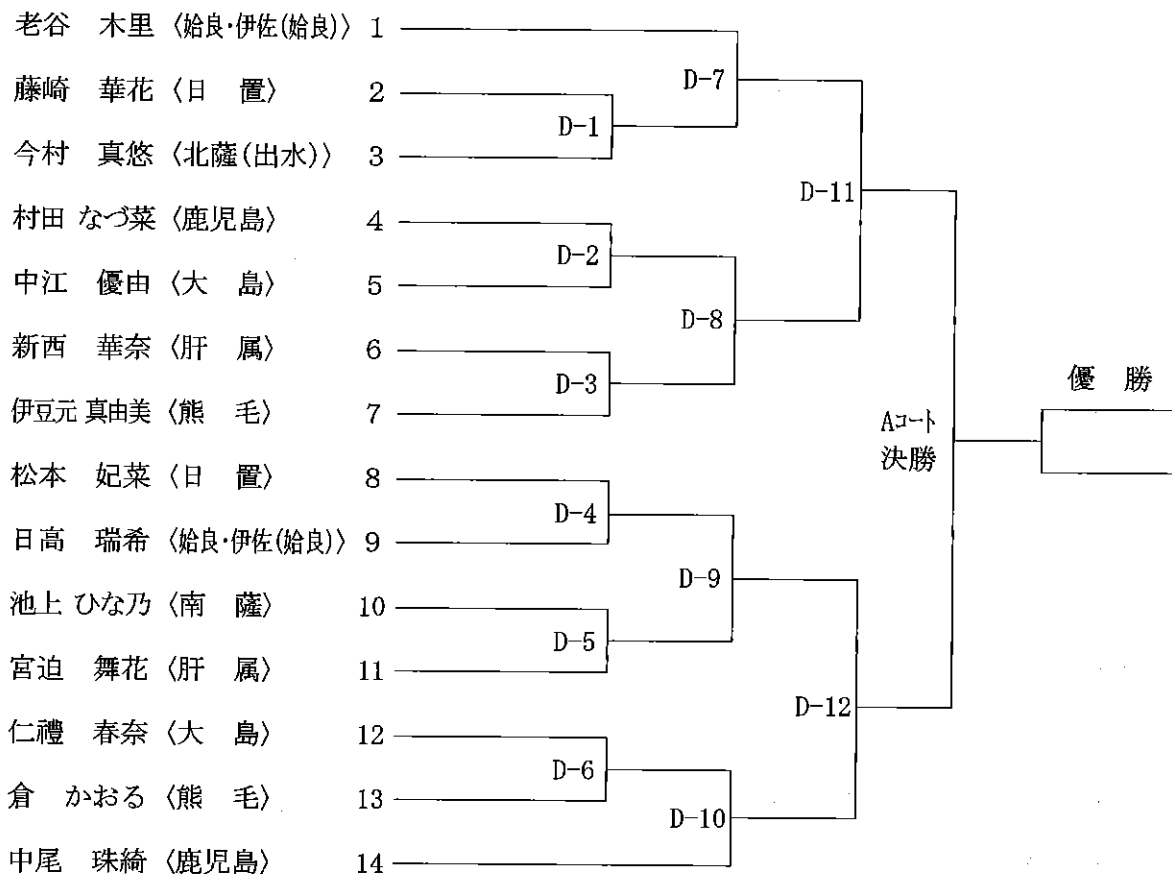 老谷 木里 〈姶良・伊佐(姶良)〉 1
D-7
藤崎 華花 〈日 置〉 2
D-1
今村 真悠 〈北薩(出水)〉 3
D-11
村田 なづ菜 〈鹿児島〉 4
D-2
中江 優由 〈大 島〉 5
D-8
新西 華奈 〈肝 属〉 6
D-3
優 勝
伊豆元 真由美 〈熊 毛〉 7
Aコート
決勝
松本 妃菜 〈日 置〉 8
D-4
日高 瑞希 〈姶良・伊佐(姶良)〉 9
D-9
池上 ひな乃 〈南 薩〉 10
D-5
宮迫 舞花 〈肝 属〉 11
D-12
仁禮 春奈 〈大 島〉 12
D-6
倉 かおる 〈熊 毛〉 13
D-10
中尾 珠綺 〈鹿児島〉 14